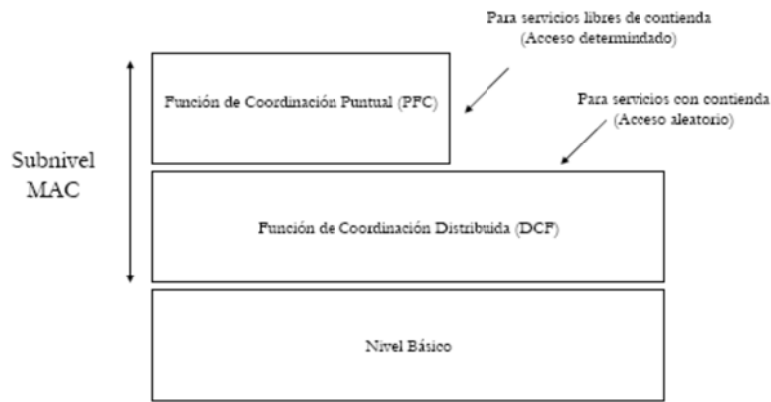 Para servicios libres de contienda
(Acceso determindado)
Función de Coordinación Puntual (PFC)
Para servicios con contienda
(Acceso aleatorio)
Subnivel
MAC
Función de Coordinación Distribuida (DCF)
Nivel Básico